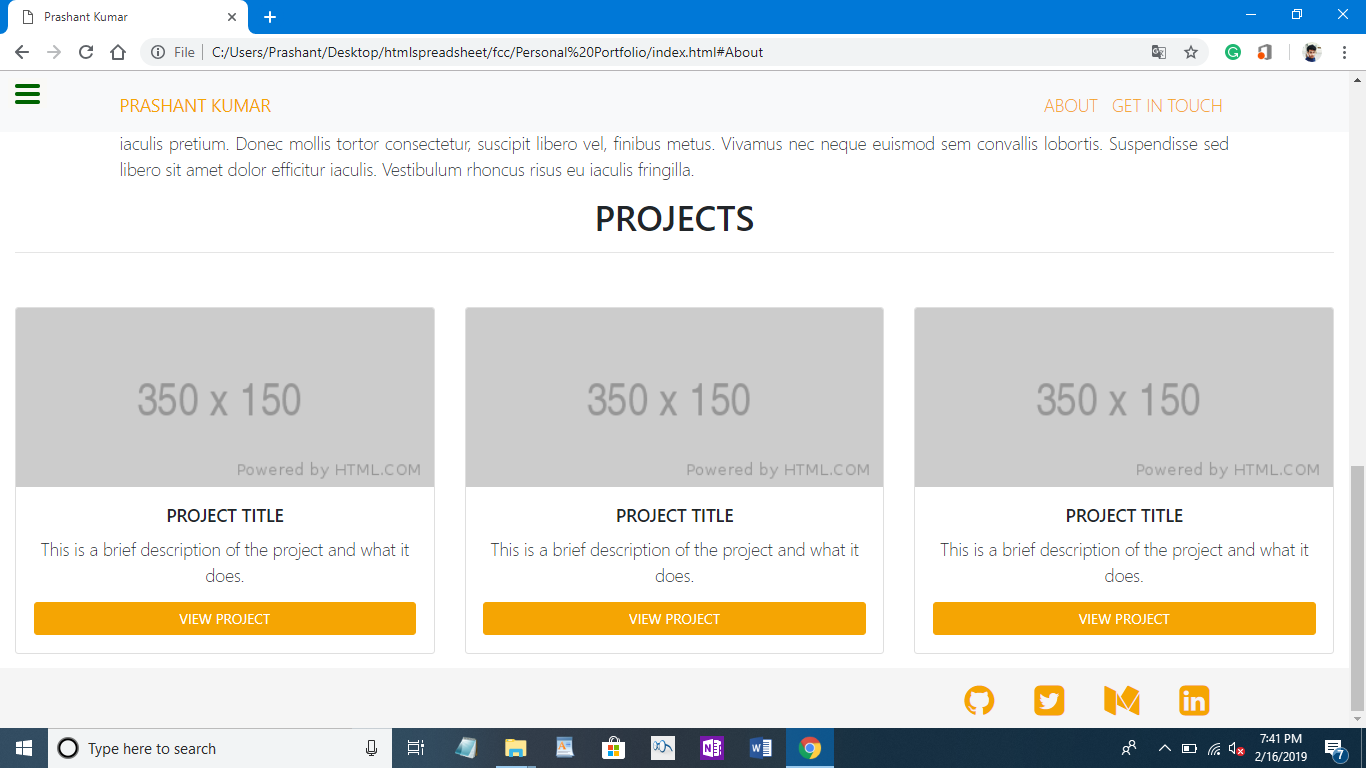 Prashant Kumar
File C:/Users/Prashant/Desktop/htmlspreadsheet/fcc/Personal%20Portfolio/index.html#About
PRASHANT KUMAR ABOUT GET IN TOUCH
iaculis pretium. Donec mollis tortor consectetur, suscipit libero vel, finibus metus. Vivamus nec neque euismod sem convallis lobortis. Suspendisse sed
libero sit amet dolor efficitur iaculis. Vestibulum rhoncus risus eu iaculis fringilla.
PROJECTS
350 x 150
Powered by HTML.COM
PROJECT TITLE
This is a brief description of the project and what it
does.
VIEW PROJECT
350 x 150
Powered by HTML.COM
PROJECT TITLE
This is a brief description of the project and what it
does.
VIEW PROJECT
350 x 150
Powered by HTML.COM
PROJECT TITLE
This is a brief description of the project and what it
does.
VIEW PROJECT
in
Type here to search
7:41 PM
2/16/2019
7